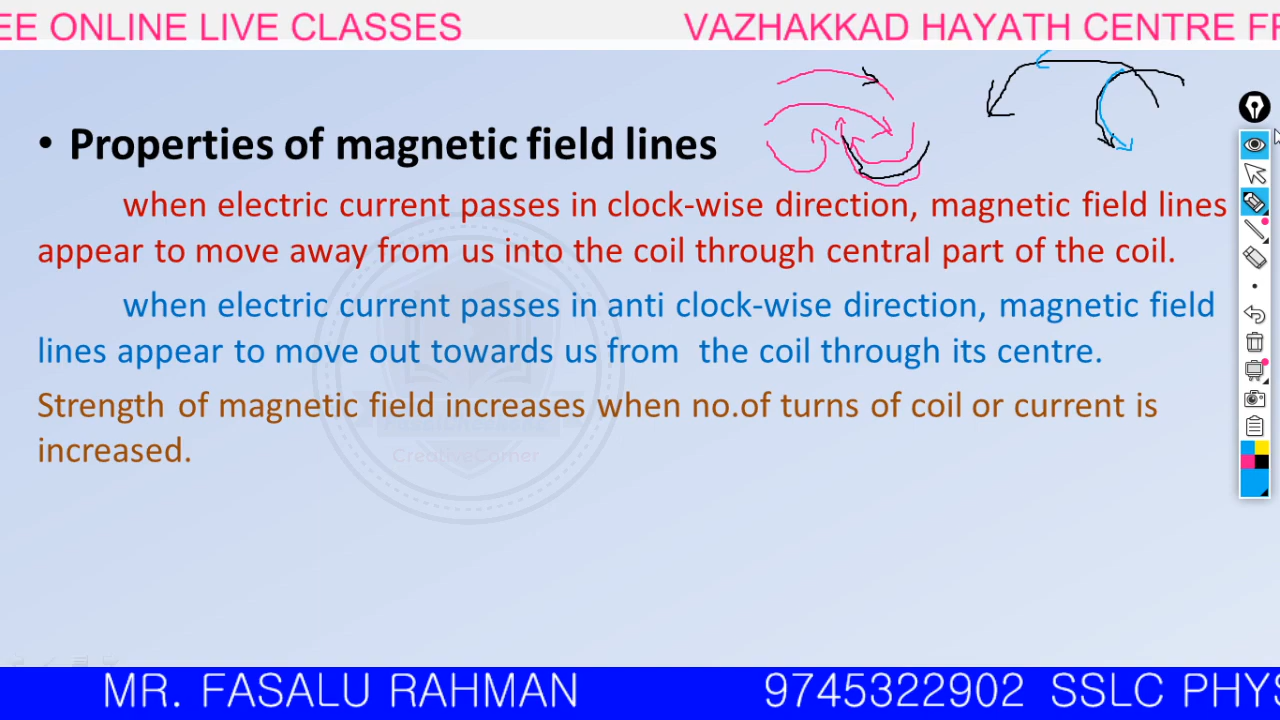 EE ONLINE LIVE CLASSES VAZHAKKAD HAYATH CENTRE FR
• Properties of magnetic field lines
when electric current passes in clock-wise direction, magnetic field lines
appear to move away from us into the coil through central part of the coil.
when electric current passes in anti clock-wise direction, magnetic field
lines appear to move out towards us from the coil through its centre.
Strength of magnetic field increases when no.of turns of coil or current is
increased.
CreativeCorner
MR. FASALU RAHMAN 9745322902 SSLC PHYS